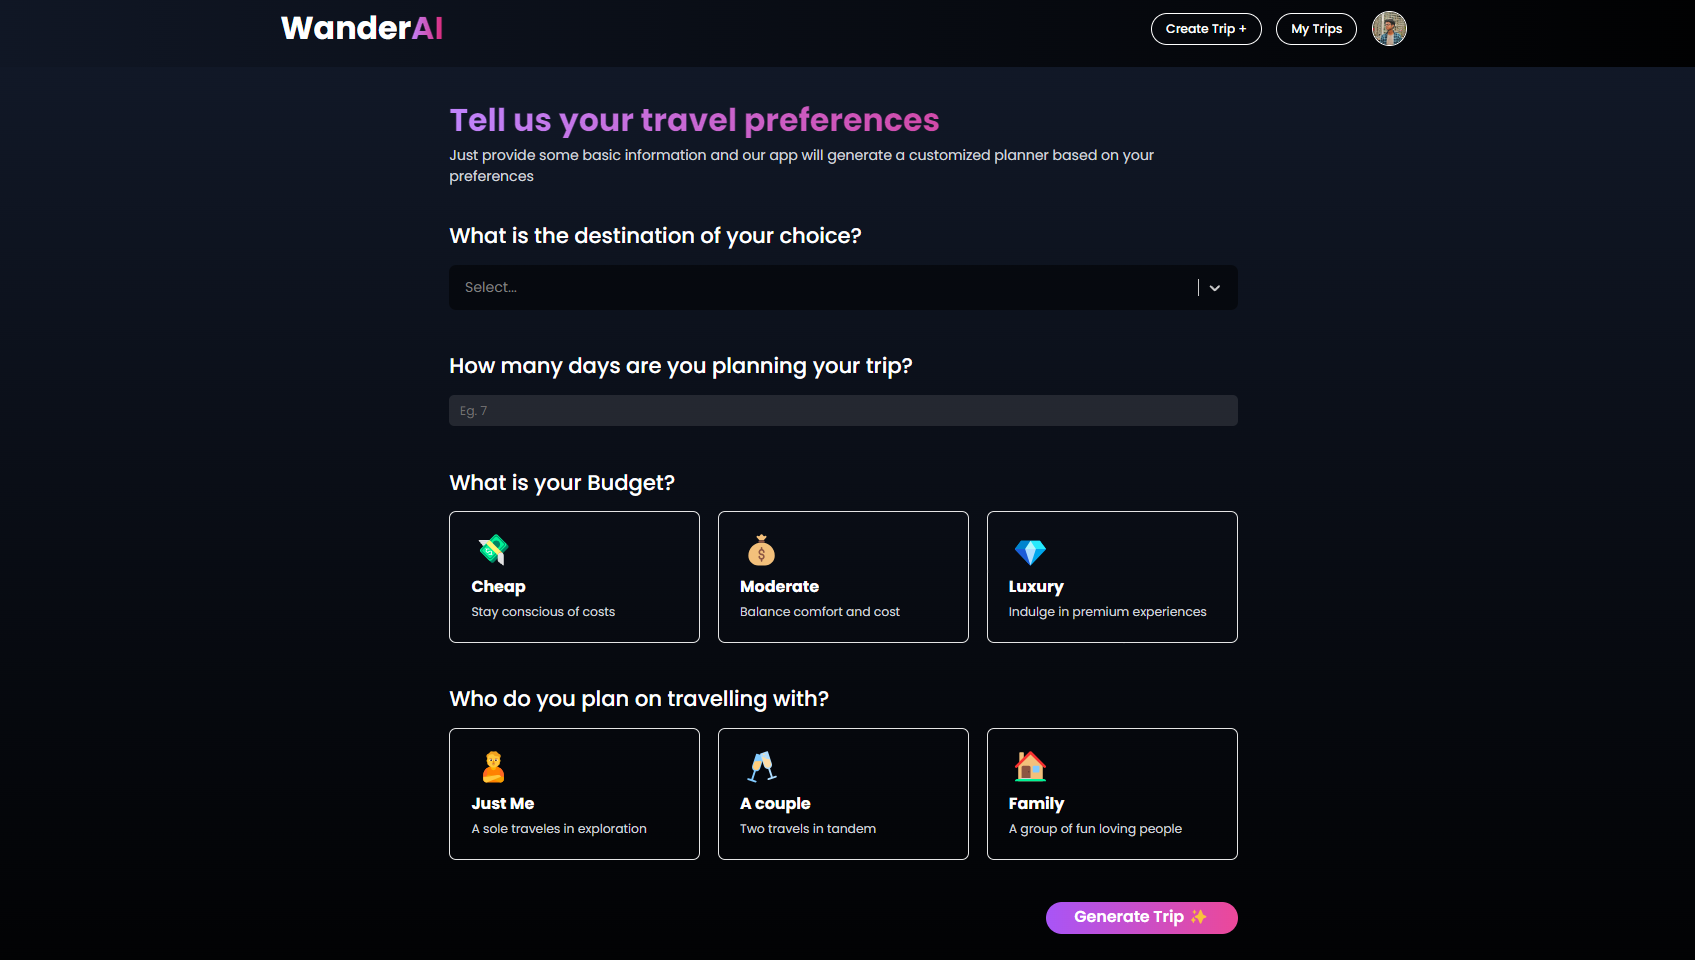 WanderAI
Create Trip +
My Trips
Tell us your travel preferences
Just provide some basic information and our app will generate a customized planner based on your
preferences
What is the destination of your choice?
Select...
How many days are you planning your trip?
Eg. 7
What is your Budget?
Cheap
Stay conscious of costs
Moderate
Balance comfort and cost
Luxury
Indulge in premium experiences
Who do you plan on travelling with?
Just Me
A sole traveles in exploration
A couple
Two travels in tandem
Family
A group of fun loving people
Generate Trip ✨